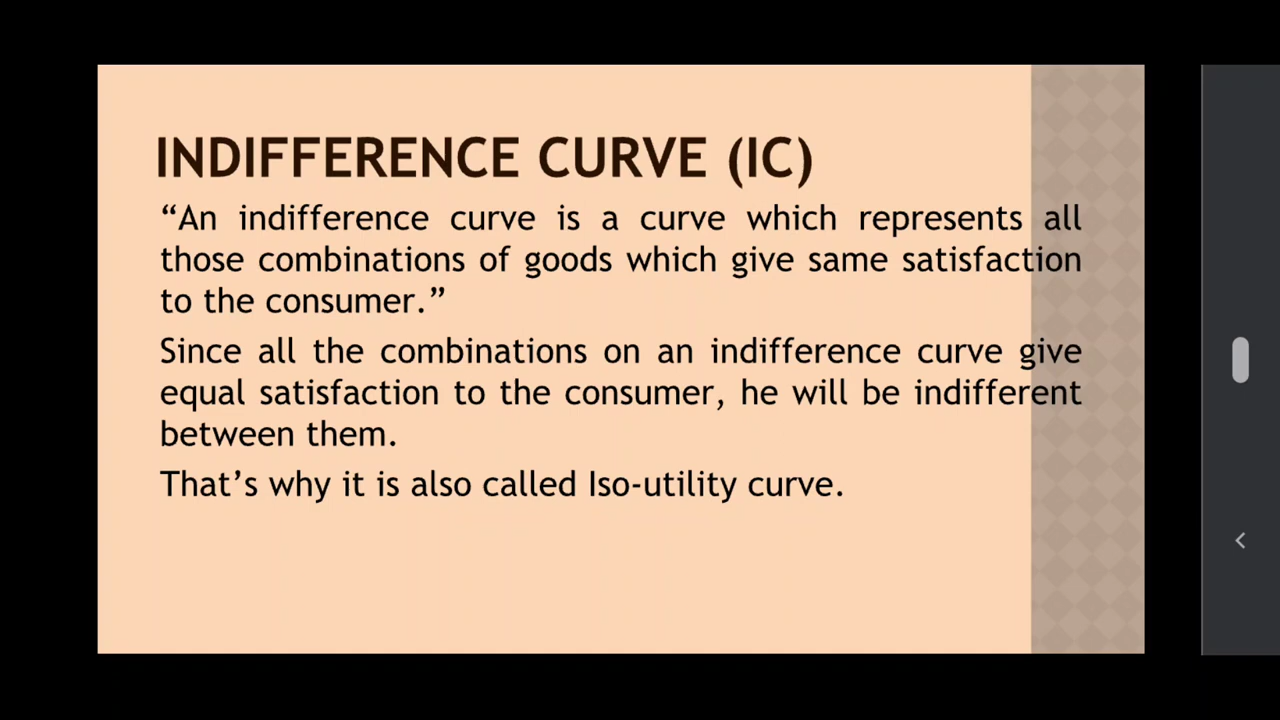 INDIFFERENCE CURVE (IC)
“An indifference curve is a curve which represents all
those combinations of goods which give same satisfaction
to the consumer.”
Since all the combinations on an indifference curve give
equal satisfaction to the consumer, he will be indifferent
between them.
That’s why it is also called Iso-utility curve.